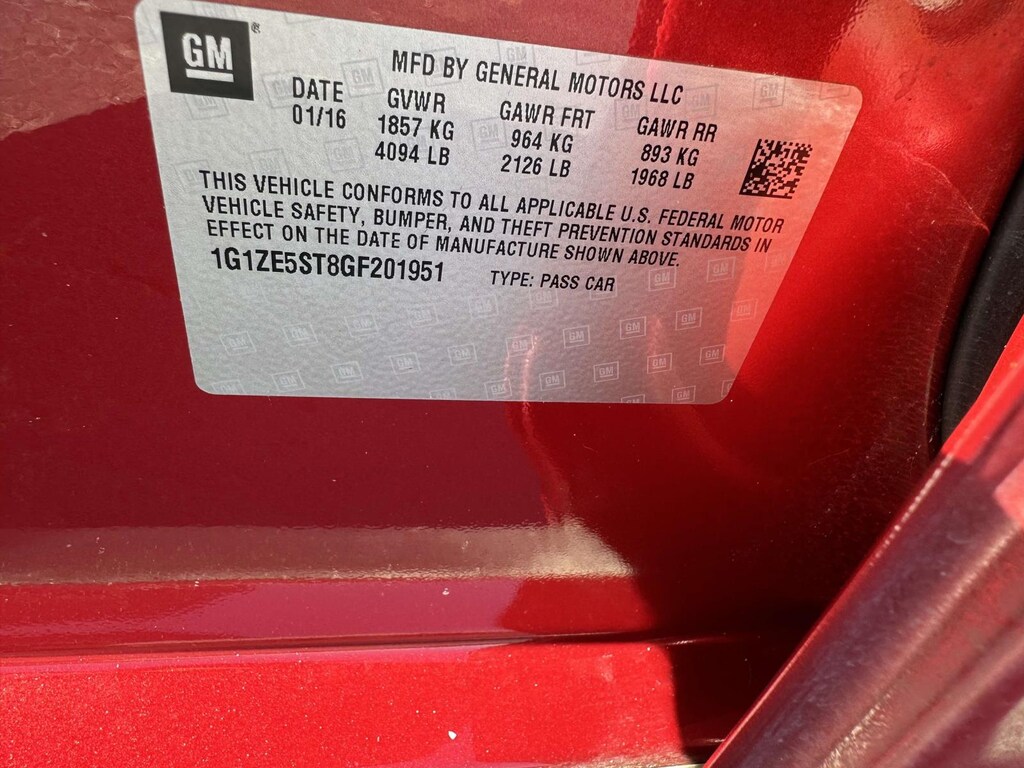 GM
MFD BY GENERAL MOTORS LLC
DATE GVWR GAWR FRT GAWR RR
01/16 1857 KG 964 KG 893 KG
4094 LB 2126 LB 1968 LB
THIS VEHICLE CONFORMS TO ALL APPLICABLE U.S. FEDERAL MOTOR
VEHICLE SAFETY, BUMPER, AND THEFT PREVENTION STANDARDS IN
EFFECT ON THE DATE OF MANUFACTURE SHOWN ABOVE.
1G1ZE5ST8GF201951 TYPE: PASS CAR